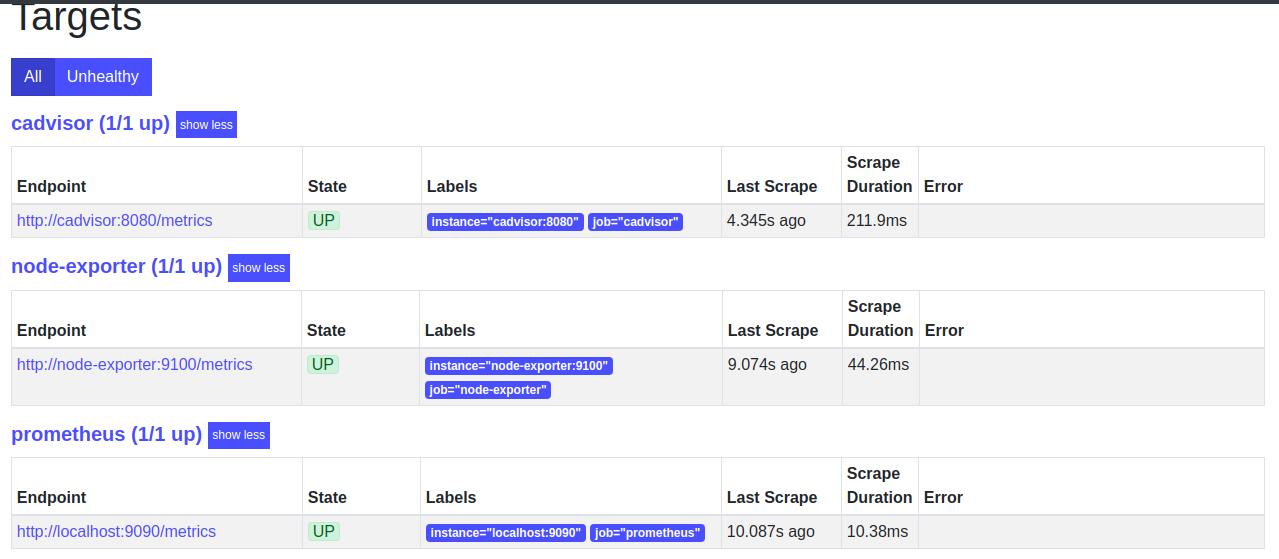 Targets
All Unhealthy
cadvisor (1/1 up) show less
Endpoint State Labels Last Scrape Scrape Duration Error
http://cadvisor:8080/metrics UP instance="cadvisor:8080" job="cadvisor" 4.345s ago 211.9ms
node-exporter (1/1 up) show less
Endpoint State Labels Last Scrape Scrape Duration Error
http://node-exporter:9100/metrics UP instance="node-exporter:9100" 9.074s ago 44.26ms
job="node-exporter"
prometheus (1/1 up) show less
Endpoint State Labels Last Scrape Scrape Duration Error
http://localhost:9090/metrics UP instance="localhost:9090" job="prometheus" 10.087s ago 10.38ms